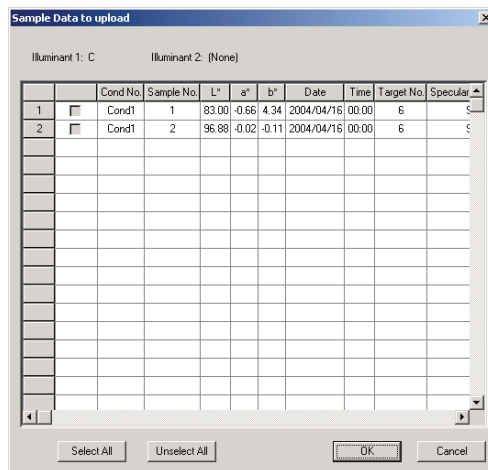 Sample Data to upload
Illuminant 1: C Illuminant 2: (None)
Cond No. Sample No. L* a* b* Date Time Target No. Specular
1 Cond1 1 83.00 -0.66 4.34 2004/04/16 00:00 6 S
2 Cond1 2 96.88 -0.02 -0.11 2004/04/16 00:00 6 S
Select All Unselect All OK Cancel